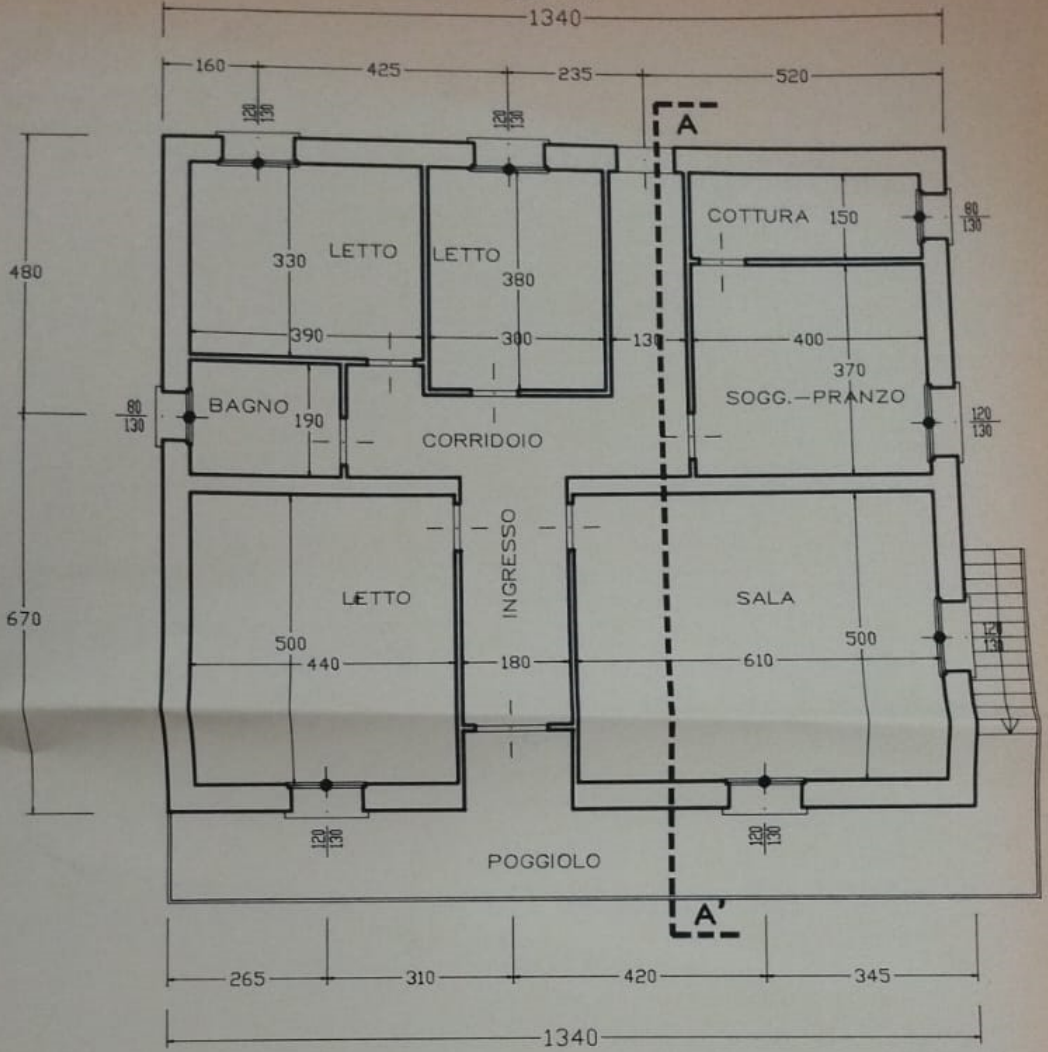 1340
160 425 235 520
120
130
120
130
A
COTTURA 150
80
130
480
LETTO LETTO
330
380
390 300 130 400
370
BAGNO
190
SOGG.-PRANZO
80
130
120
130
CORRIDOIO
INGRESSO
LETTO
SALA
670
500
500
440 180 610
120
130
120
130
120
130
POGGIOLO
A'
265 310 420 345
1340